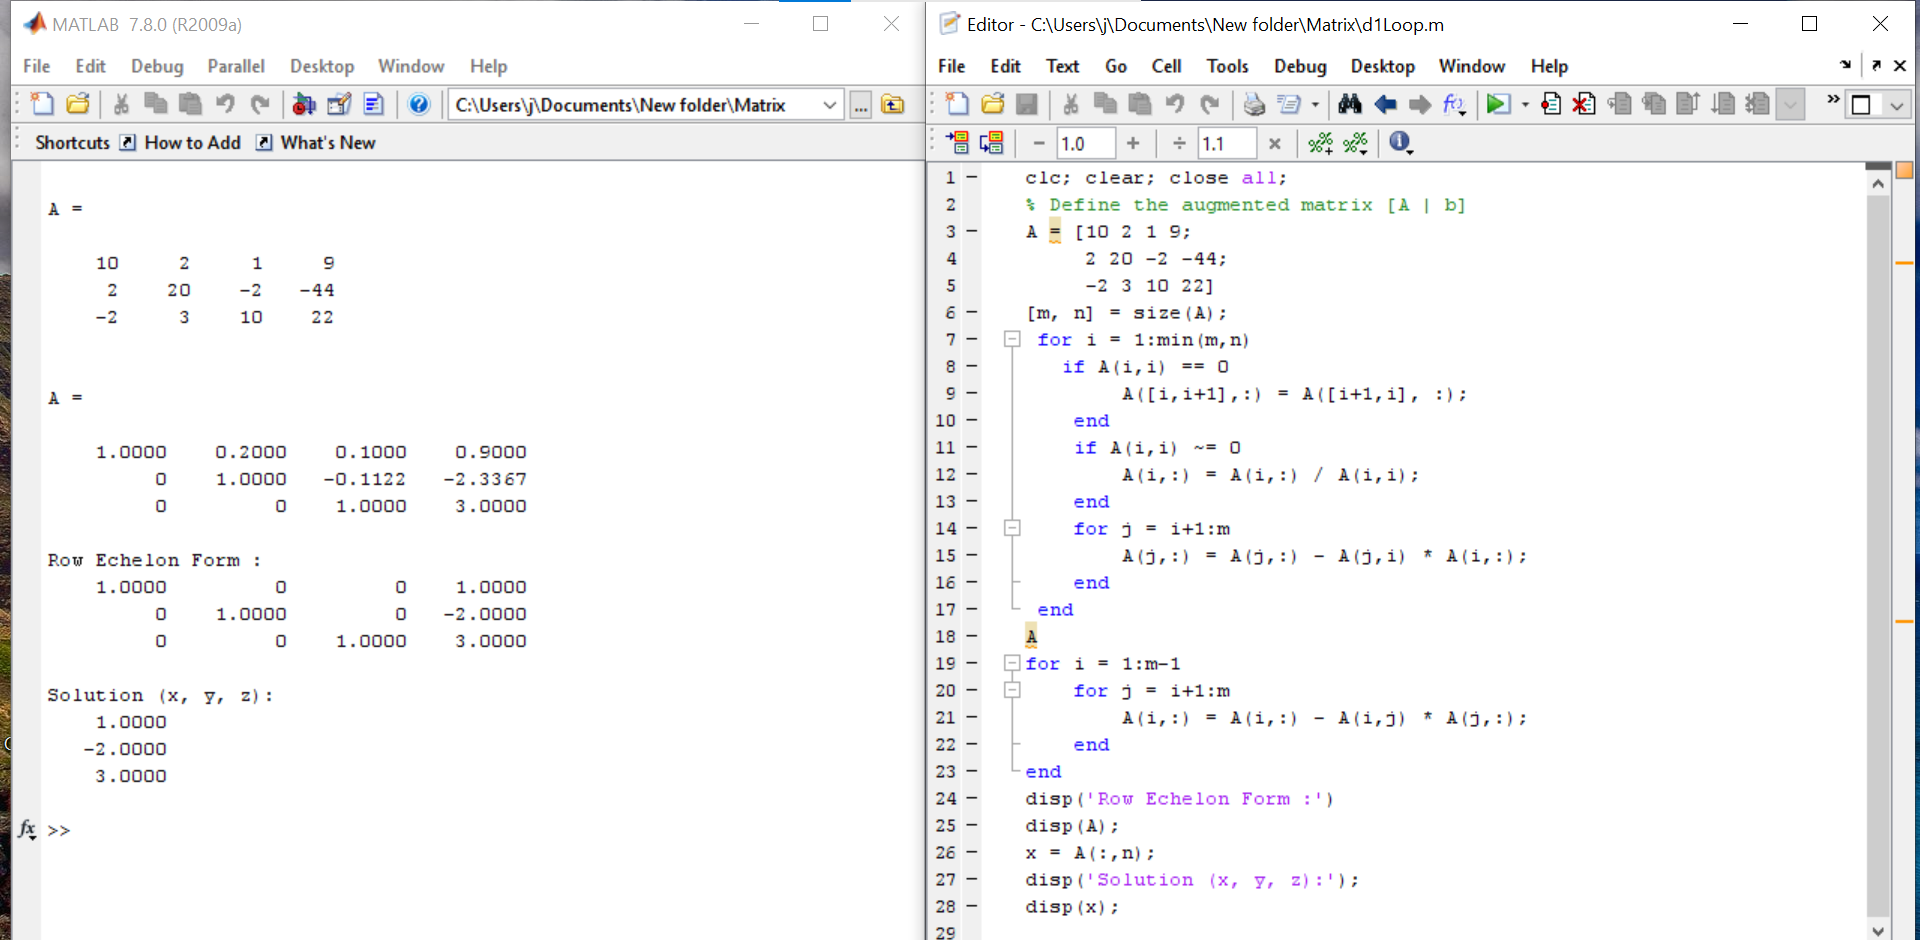 MATLAB 7.8.0 (R2009a)
File Edit Debug Parallel Desktop Window Help
C:\Users\j\Documents\New folder\Matrix
...
Shortcuts How to Add What's New
A =
10 2 1 9
2 20 -2 -44
-2 3 10 22
A =
1.0000 0.2000 0.1000 0.9000
0 1.0000 -0.1122 -2.3367
0 0 1.0000 3.0000
Row Echelon Form :
1.0000 0 0 1.0000
0 1.0000 0 -2.0000
0 0 1.0000 3.0000
Solution (x, y, z):
1.0000
-2.0000
3.0000
fx >>
Editor - C:\Users\j\Documents\New folder\Matrix\d1Loop.m
File Edit Text Go Cell Tools Debug Desktop Window Help
- 1.0 + ÷ 1.1 ×
1 - clc; clear; close all;
2 % Define the augmented matrix [A | b]
3 - A = [10 2 1 9;
4 2 20 -2 -44;
5 -2 3 10 22]
6 - [m, n] = size(A);
7 - for i = 1:min(m,n)
8 - if A(i,i) == 0
9 - A([i,i+1],:) = A([i+1,i], :);
10 - end
11 - if A(i,i) ~= 0
12 - A(i,:) = A(i,:) / A(i,i);
13 - end
14 - for j = i+1:m
15 - A(j,:) = A(j,:) - A(j,i) * A(i,:);
16 - end
17 - end
18 - A
19 - for i = 1:m-1
20 - for j = i+1:m
21 - A(i,:) = A(i,:) - A(i,j) * A(j,:);
22 - end
23 - end
24 - disp('Row Echelon Form :')
25 - disp(A);
26 - x = A(:,n);
27 - disp('Solution (x, y, z):');
28 - disp(x);
29